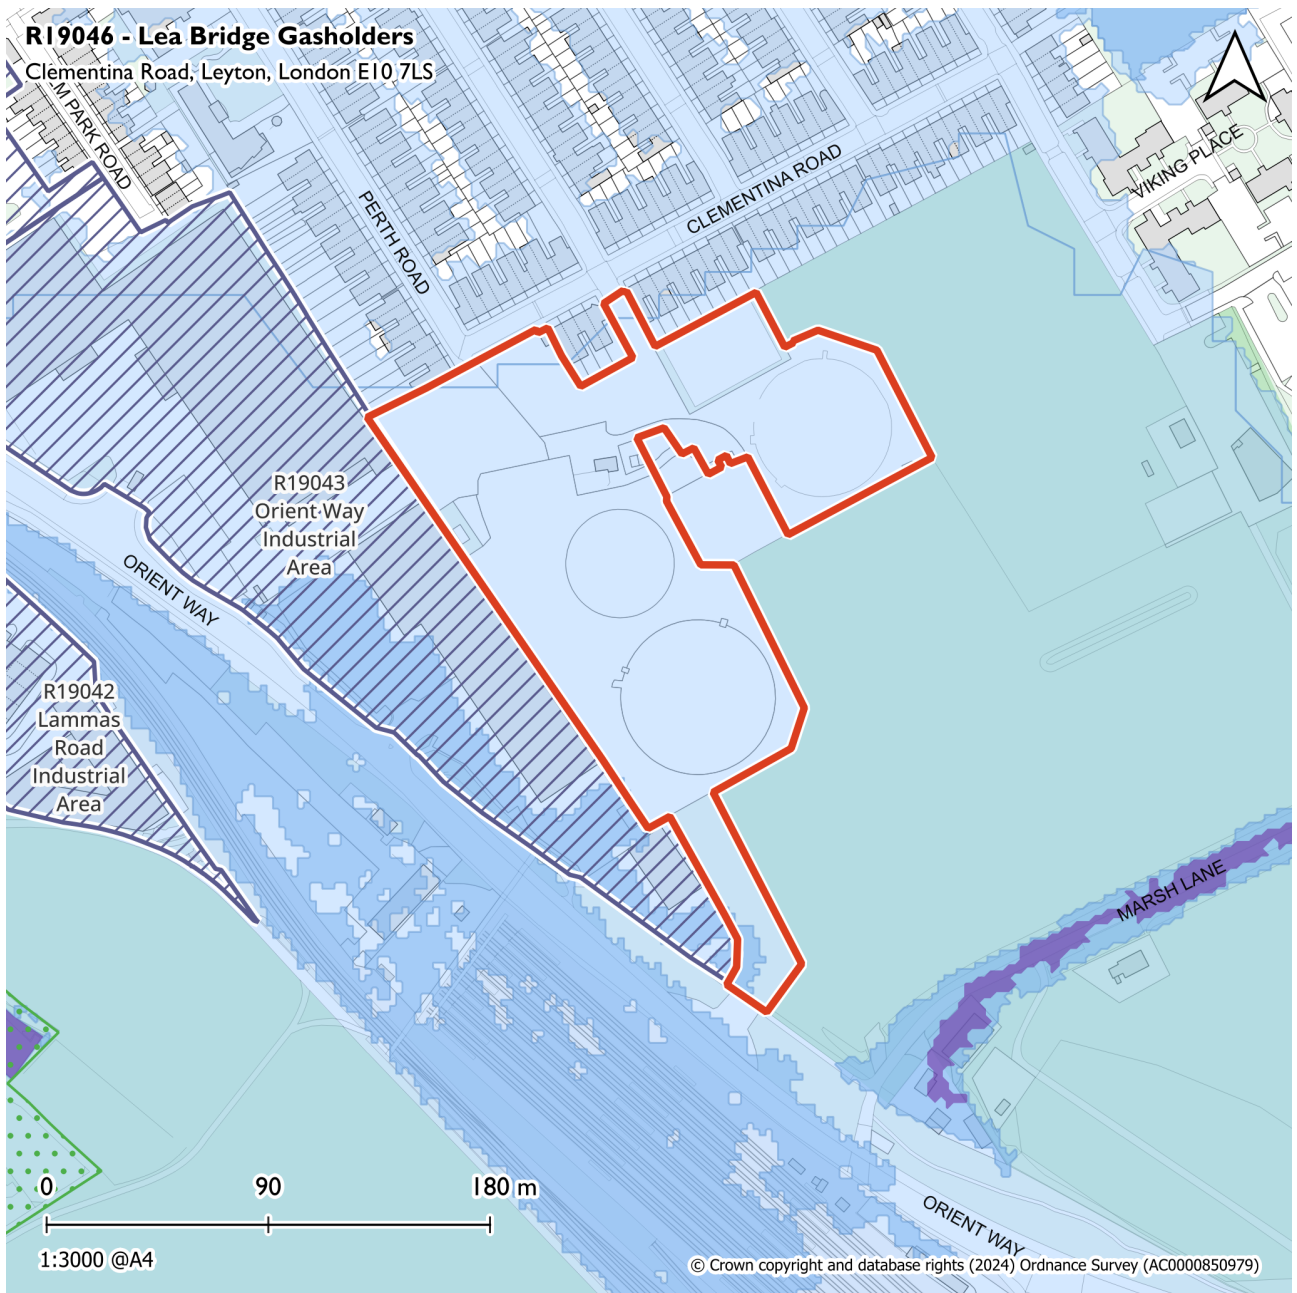 R19046 - Lea Bridge Gasholders
Clementina Road, Leyton, London E10 7LS
M PARK ROAD
PERTH ROAD
CLEMENTINA ROAD
VIKING PLACE
R19043
Orient Way
Industrial
Area
ORIENT WAY
R19042
Lammas
Road
Industrial
Area
MARSH LANE
0 90 180 m
1:3000 @A4
ORIENT WAY
© Crown copyright and database rights (2024) Ordnance Survey (AC0000850979)